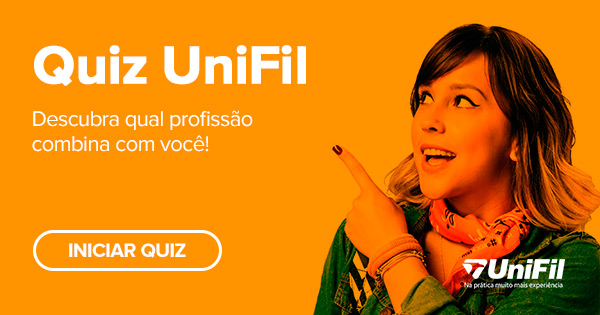 Quiz UniFil
Descubra qual profissão
combina com você!
INICIAR QUIZ
UniFil
Na prática muito mais experiência